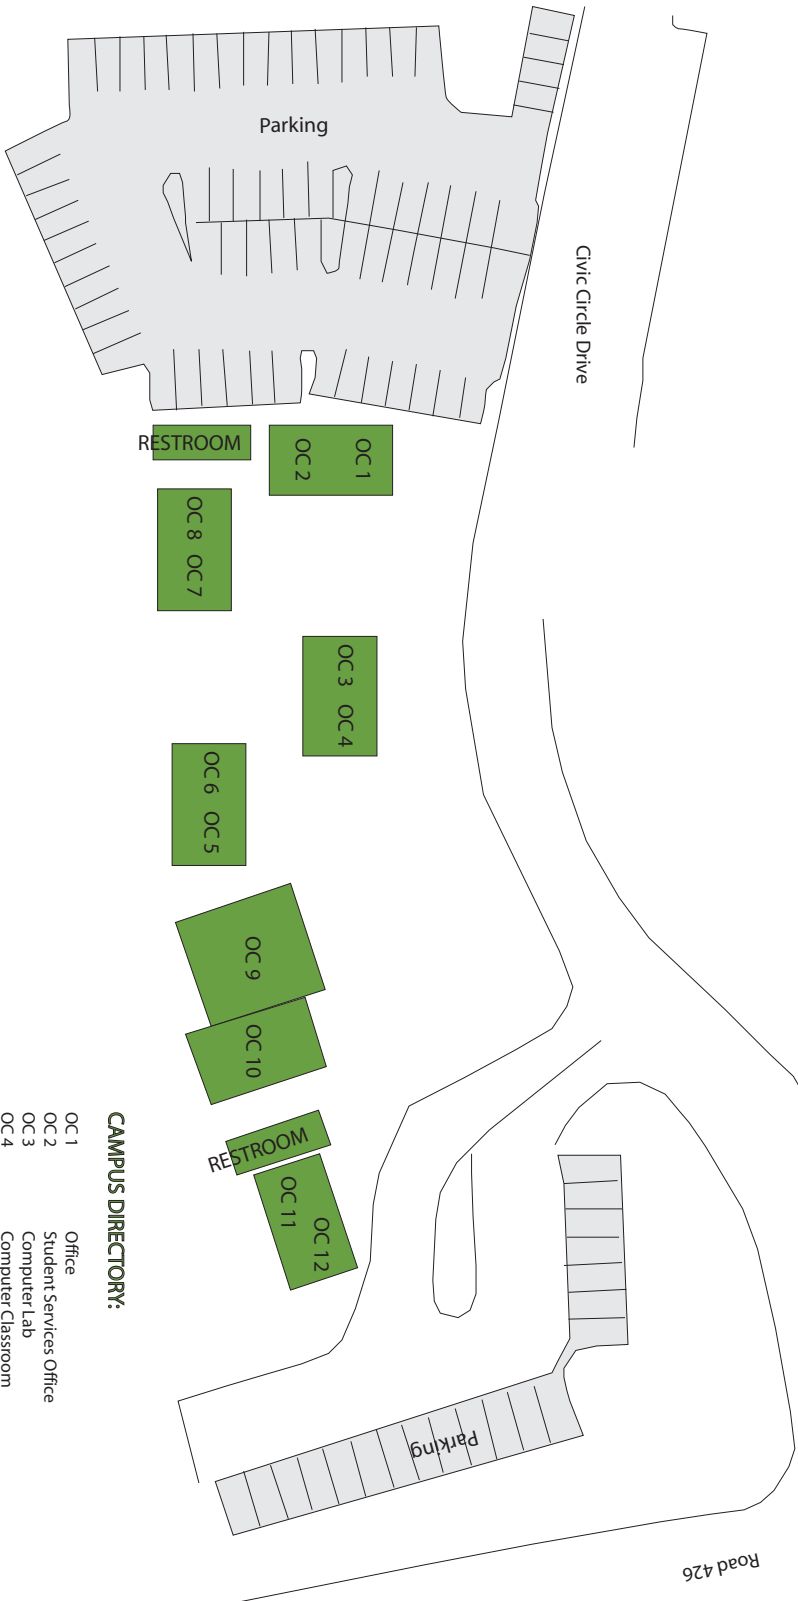 Parking
Civic Circle Drive
RESTROOM
OC 1
OC 2
OC 8 OC 7
OC 3 OC 4
OC 6 OC 5
OC 9
OC 10
RESTROOM
OC 12
OC 11
Parking
Road 426
CAMPUS DIRECTORY:
OC 1 Office
OC 2 Student Services Office
OC 3 Computer Lab
OC 4 Computer Classroom